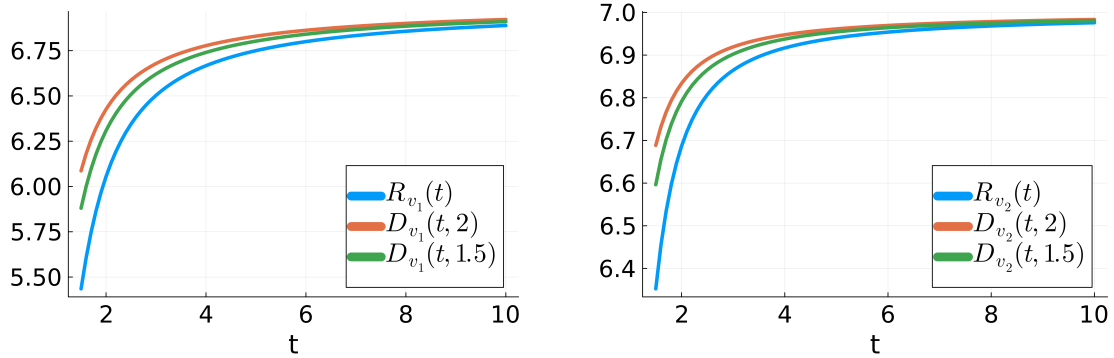 6.75
6.50
6.25
6.00
5.75
5.50
2 4 6 8 10
t
R_{v_1}(t)
D_{v_1}(t, 2)
D_{v_1}(t, 1.5)
7.0
6.9
6.8
6.7
6.6
6.5
6.4
2 4 6 8 10
t
R_{v_2}(t)
D_{v_2}(t, 2)
D_{v_2}(t, 1.5)